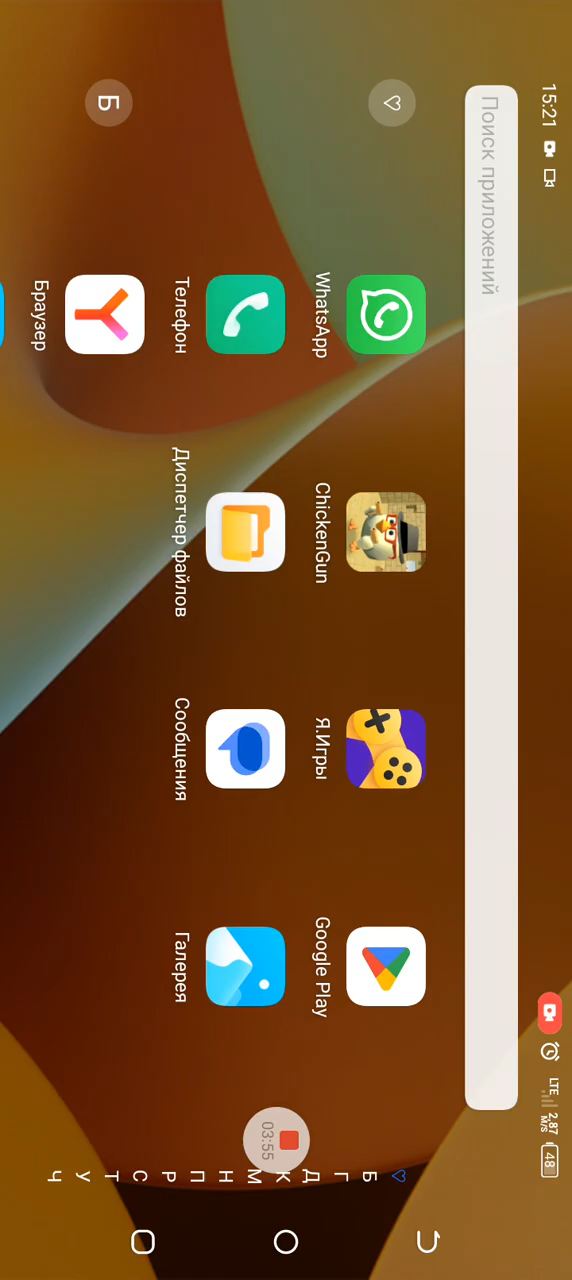 15:21
LTE
2,87
M/S
48
Поиск приложений
♡
WhatsApp
ChickenGun
Я.Игры
Google Play
Телефон
Диспетчер файлов
Сообщения
Галерея
Б
Браузер
03:55
♡
Б
Г
Д
К
М
Н
П
Р
С
Т
У
Ч